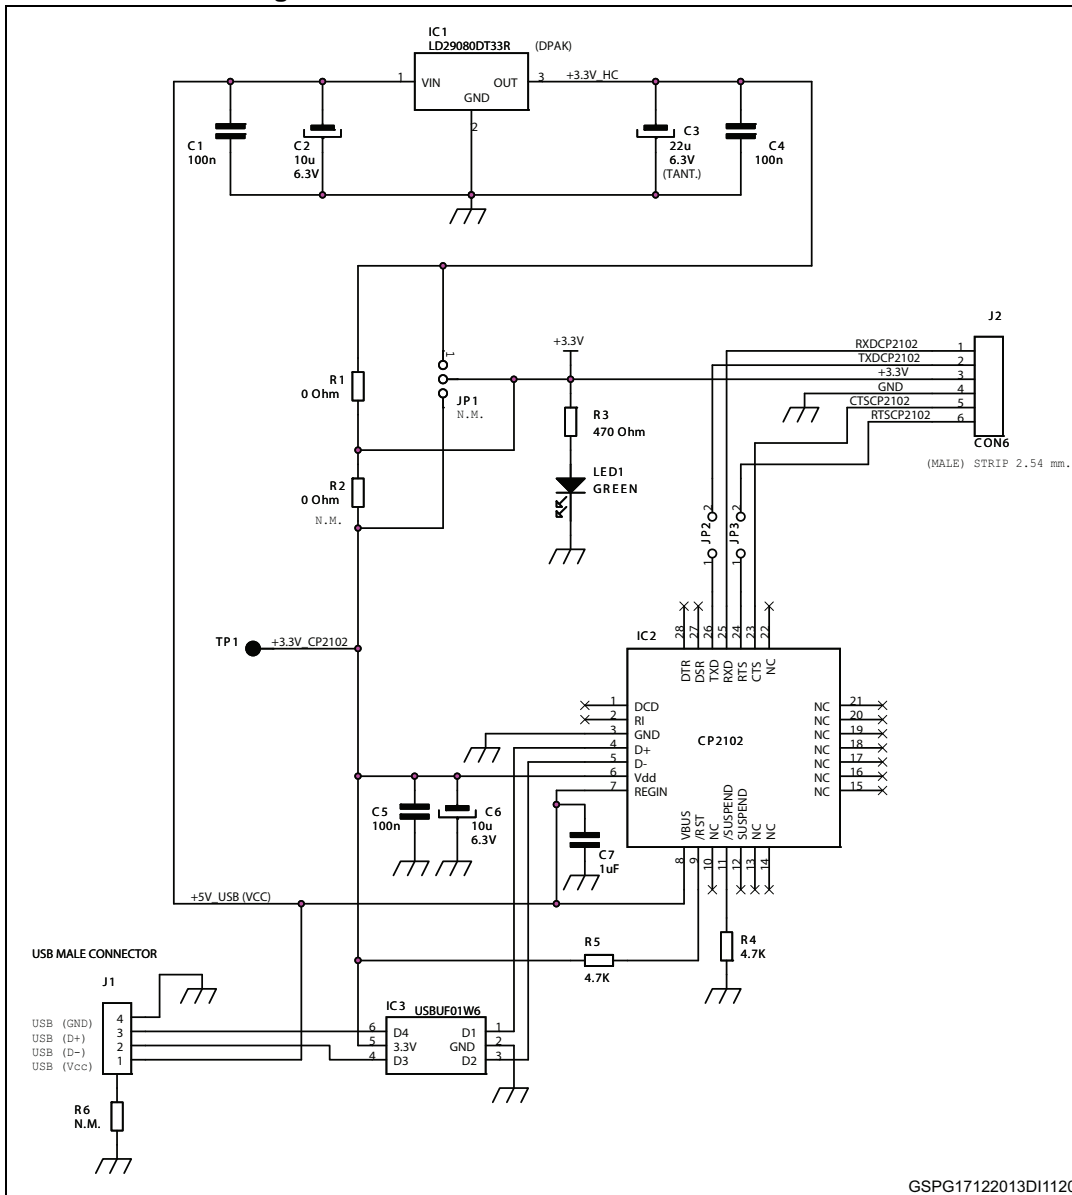 IC1
LD29080DT33R (DPAK)
1 VIN OUT 3 +3.3V_HC
GND
2
C1
100n
C2
10u
6.3V
C3
22u
6.3V
(TANT.)
C4
100n
J2
+3.3V
RXDCP2102 1
TXDCP2102 2
+3.3V 3
GND 4
CTSCP2102 5
RTSCP2102 6
CON6
(MALE) STRIP 2.54 mm.
1
JP1
N.M.
R1
0 Ohm
R2
0 Ohm
N.M.
R3
470 Ohm
LED1
GREEN
JP2
2
1
JP3
2
1
TP1 +3.3V_CP2102
IC2
28 27 26 25 24 23 22
DTR DSR TXD RXD RTS CTS NC
1 DCD
2 RI
3 GND
4 D+
5 D-
6 Vdd
7 REGIN
CP2102
NC 21
NC 20
NC 19
NC 18
NC 17
NC 16
NC 15
VBUS /RST NC /SUSPEND SUSPEND NC NC
8 9 10 11 12 13 14
C5
100n
C6
10u
6.3V
C7
1uF
+5V_USB (VCC)
R5
4.7K
R4
4.7K
USB MALE CONNECTOR
J1
USB (GND) 4
USB (D+) 3
USB (D-) 2
USB (Vcc) 1
IC3 USBUF01W6
6 D4 D1 1
5 3.3V GND 2
4 D3 D2 3
R6
N.M.
GSPG17122013DI1120